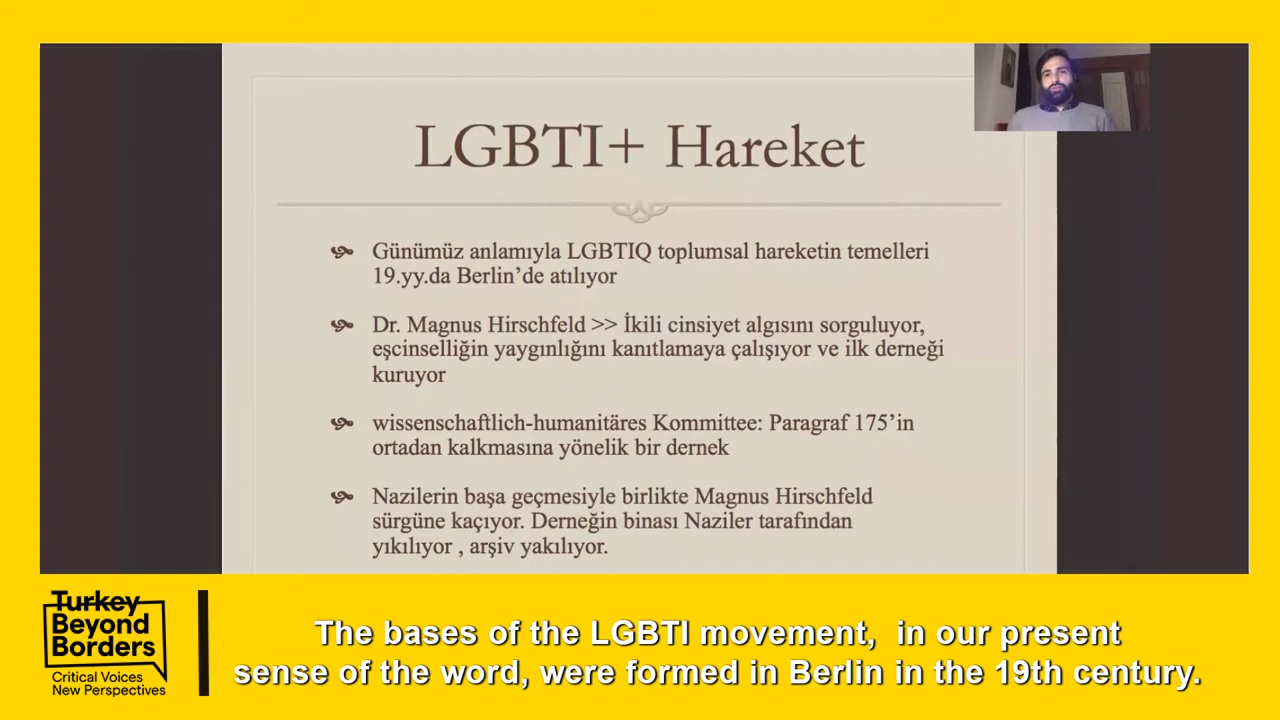 LGBTI+ Hareket
Günümüz anlamıyla LGBTIQ toplumsal hareketin temelleri
19.yy.da Berlin’de atılıyor
Dr. Magnus Hirschfeld >> İkili cinsiyet algısını sorguluyor,
eşcinselliğin yaygınlığını kanıtlamaya çalışıyor ve ilk derneği
kuruyor
wissenschaftlich-humanitäres Kommittee: Paragraf 175’in
ortadan kalkmasına yönelik bir dernek
Nazilerin başa geçmesiyle birlikte Magnus Hirschfeld
sürgüne kaçıyor. Derneğin binası Naziler tarafından
yıkılıyor , arşiv yakılıyor.
Turkey
Beyond
Borders
Critical Voices
New Perspectives
The bases of the LGBTI movement, in our present
sense of the word, were formed in Berlin in the 19th century.